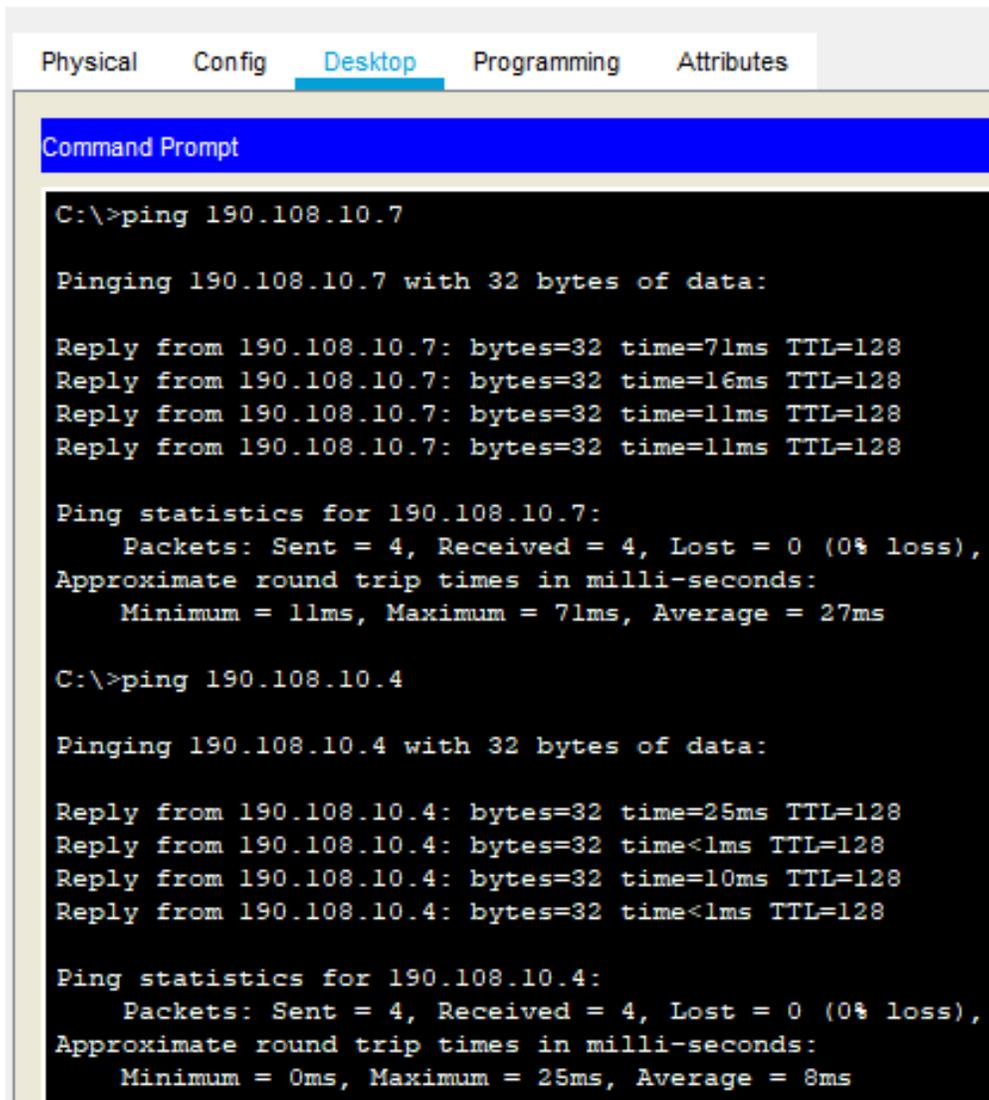 Physical Config Desktop Programming Attributes
Command Prompt
C:\>ping 190.108.10.7
Pinging 190.108.10.7 with 32 bytes of data:
Reply from 190.108.10.7: bytes=32 time=71ms TTL=128
Reply from 190.108.10.7: bytes=32 time=16ms TTL=128
Reply from 190.108.10.7: bytes=32 time=11ms TTL=128
Reply from 190.108.10.7: bytes=32 time=11ms TTL=128
Ping statistics for 190.108.10.7:
Packets: Sent = 4, Received = 4, Lost = 0 (0% loss),
Approximate round trip times in milli-seconds:
Minimum = 11ms, Maximum = 71ms, Average = 27ms
C:\>ping 190.108.10.4
Pinging 190.108.10.4 with 32 bytes of data:
Reply from 190.108.10.4: bytes=32 time=25ms TTL=128
Reply from 190.108.10.4: bytes=32 time<1ms TTL=128
Reply from 190.108.10.4: bytes=32 time=10ms TTL=128
Reply from 190.108.10.4: bytes=32 time<1ms TTL=128
Ping statistics for 190.108.10.4:
Packets: Sent = 4, Received = 4, Lost = 0 (0% loss),
Approximate round trip times in milli-seconds:
Minimum = 0ms, Maximum = 25ms, Average = 8ms